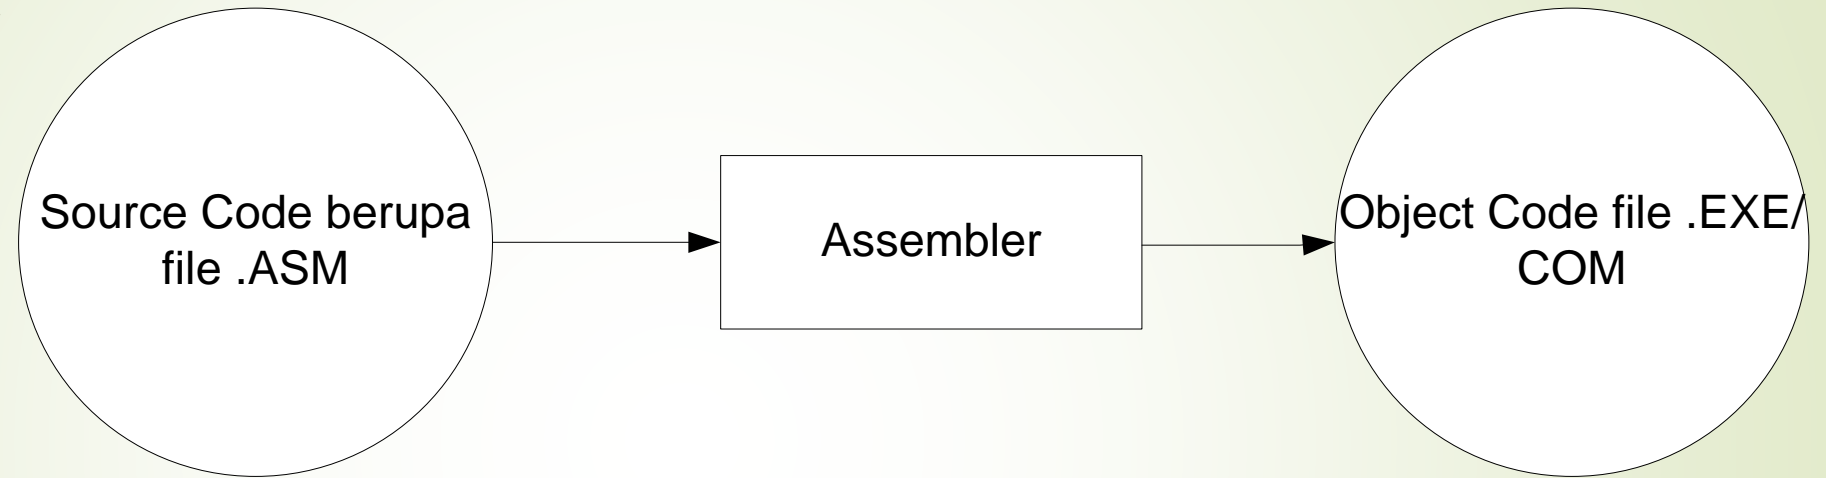 Source Code berupa
file .ASM
Assembler
Object Code file .EXE/
COM